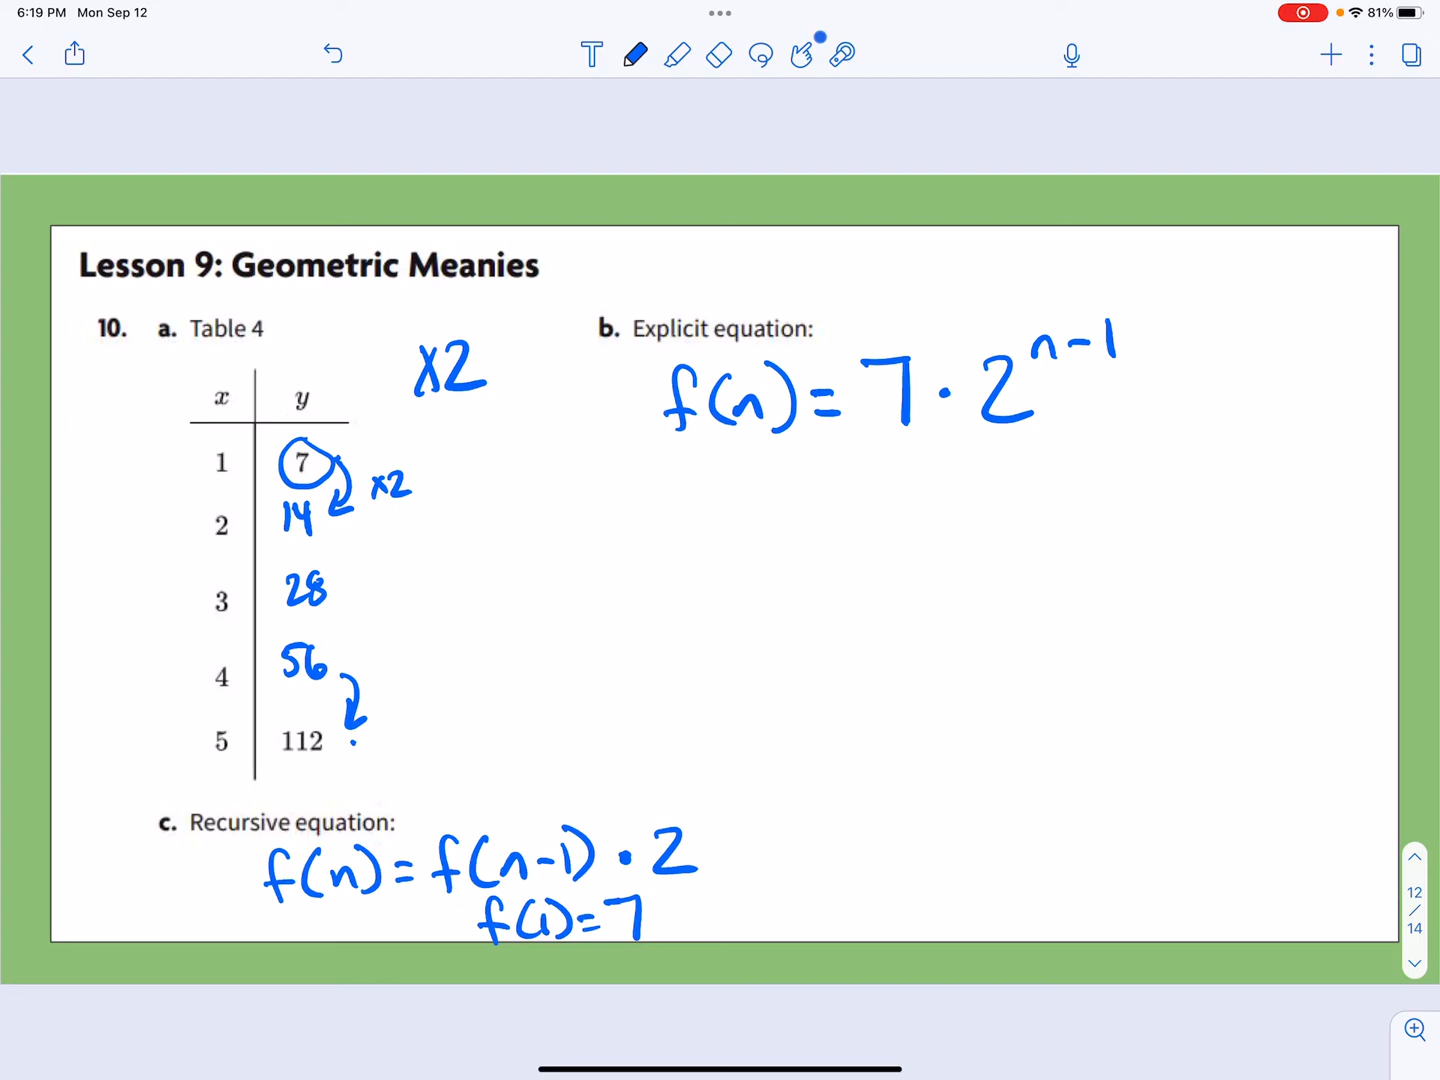 6:19 PM Mon Sep 12
81%
Lesson 9: Geometric Meanies
10. a. Table 4
x y
1 7
2 14
3 28
4 56
5 112
x2
x2
b. Explicit equation:
f(n) = 7 · 2^{n-1}
c. Recursive equation:
f(n) = f(n-1) · 2
f(1) = 7
12
/
14